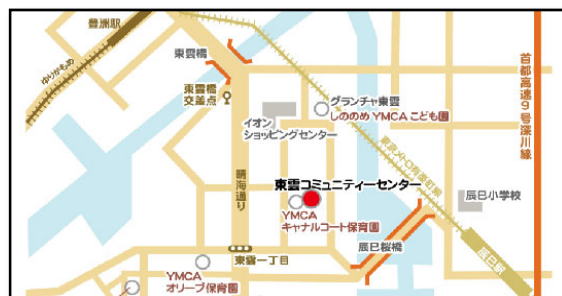 豊洲駅
ゆりかもめ
東雲橋
東雲橋
交差点
イオン
ショッピングセンター
グランチャ東雲
しののめ YMCA こども園
首都高速9号深川線
東京メトロ有楽町線
晴海通り
東雲コミュニティーセンター
YMCA
キャナルコート保育園
辰巳小学校
辰巳桜橋
辰巳駅
東雲一丁目
YMCA
オリーブ保育園